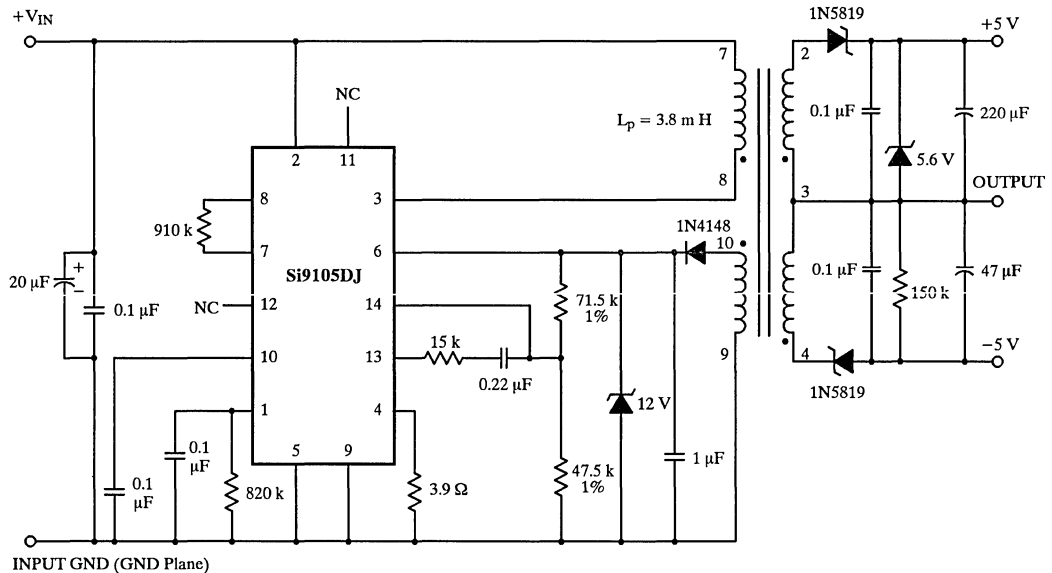 +V_IN
1N5819
+5 V
7
2
NC
0.1 µF
220 µF
L_p = 3.8 m H
2
11
5.6 V
8
3
8
3
OUTPUT
910 k
1N4148
7
6
10
Si9105DJ
20 µF
+
−
0.1 µF
47 µF
NC
12
14
71.5 k
1%
150 k
0.1 µF
15 k
10
13
9
4
−5 V
0.22 µF
1N5819
1
4
12 V
0.1
µF
5
9
47.5 k
1%
1 µF
0.1
µF
820 k
3.9 Ω
INPUT GND (GND Plane)